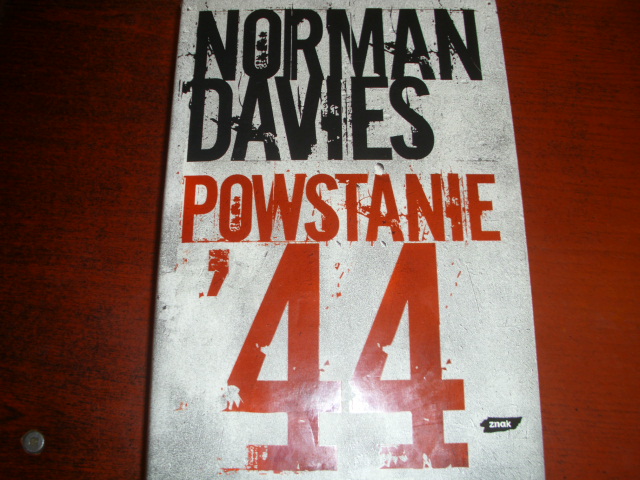 NORMAN
DAVIES
POWSTANIE
'44
znak